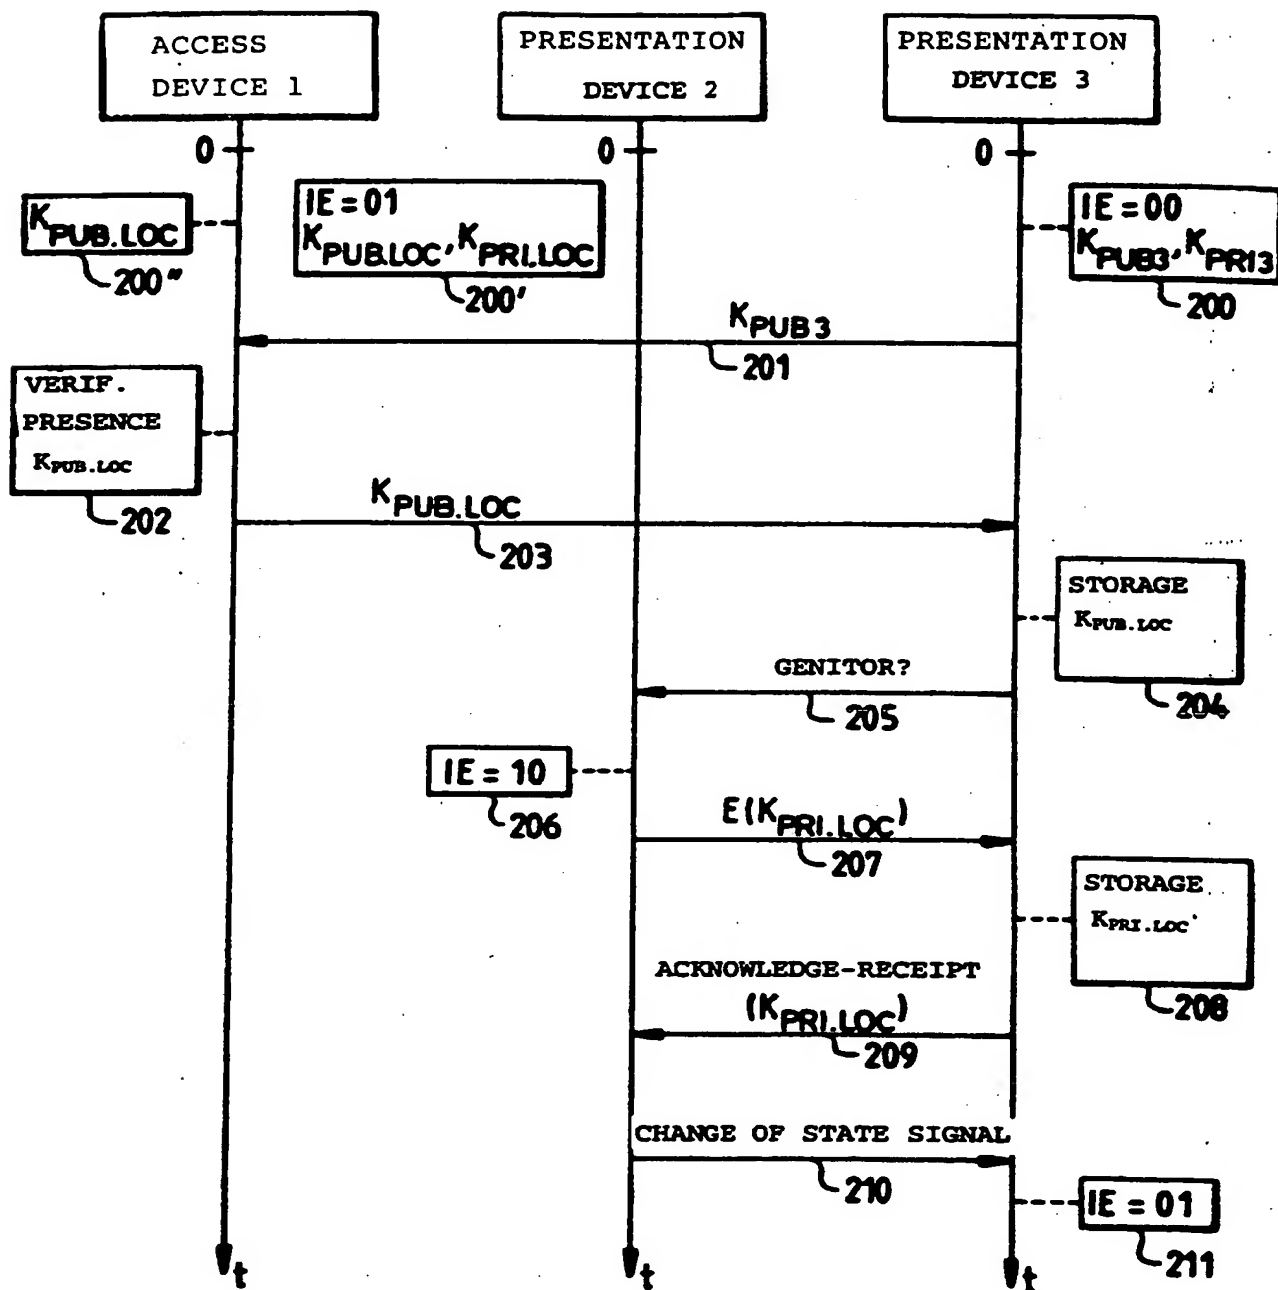 ACCESS
DEVICE 1
PRESENTATION
DEVICE 2
PRESENTATION
DEVICE 3
0
0
0
KPUB.LOC
200"
IE=01
KPUB.LOC, KPRI.LOC
200'
IE=00
KPUB3, KPRI3
200
KPUB3
201
VERIF.
PRESENCE
KPUB.LOC
202
KPUB.LOC
203
STORAGE
KPUB.LOC
204
GENITOR?
205
IE = 10
206
E(KPRI.LOC)
207
STORAGE
KPRI.LOC
208
ACKNOWLEDGE-RECEIPT
(KPRI.LOC)
209
CHANGE OF STATE SIGNAL
210
IE = 01
211
t
t
t